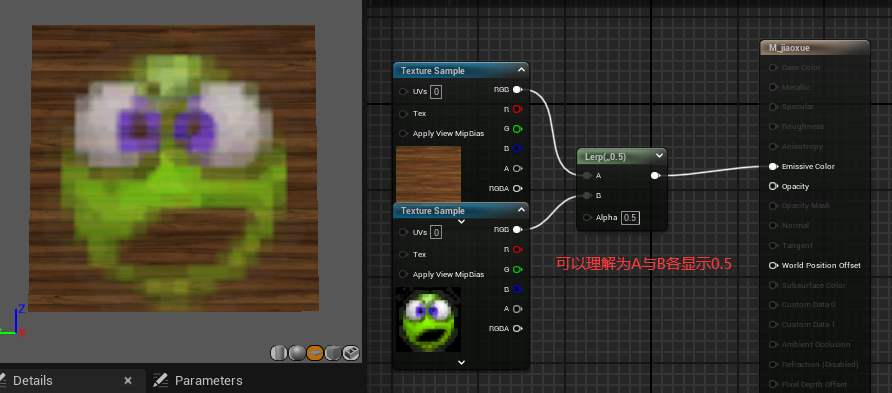 M_jiaoxue
Texture Sample
UVs 0
Tex
Apply View MipBias
RGB
R
G
B
A
RGBA
Texture Sample
UVs 0
Tex
Apply View MipBias
RGB
R
G
B
A
RGBA
Lerp(,,0.5)
A
B
Alpha 0.5
可以理解为A与B各显示0.5
Base Color
Metallic
Specular
Roughness
Anisotropy
Emissive Color
Opacity
Opacity Mask
Normal
Tangent
World Position Offset
Subsurface Color
Custom Data 0
Custom Data 1
Ambient Occlusion
Refraction (Disabled)
Pixel Depth Offset
Z
X
Details
Parameters